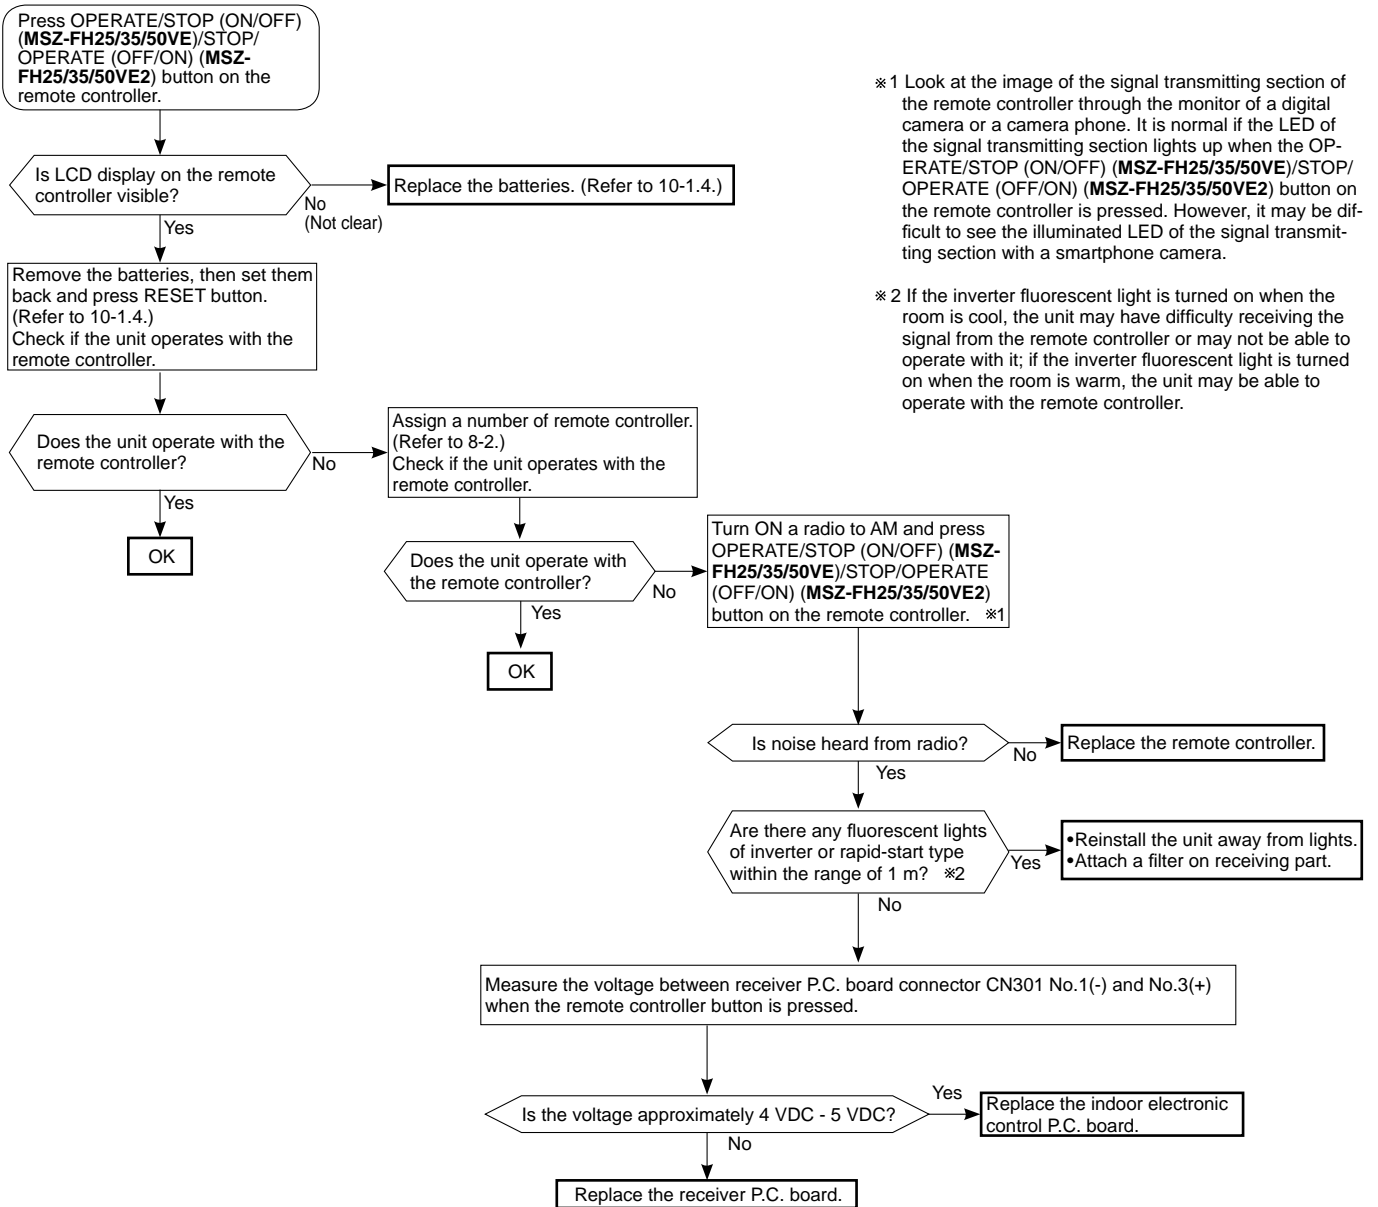 Press OPERATE/STOP (ON/OFF)
(MSZ-FH25/35/50VE)/STOP/
OPERATE (OFF/ON) (MSZ-
FH25/35/50VE2) button on the
remote controller.
Is LCD display on the remote
controller visible?
No
(Not clear)
Replace the batteries. (Refer to 10-1.4.)
Yes
Remove the batteries, then set them
back and press RESET button.
(Refer to 10-1.4.)
Check if the unit operates with the
remote controller.
Does the unit operate with the
remote controller?
No
Yes
OK
Assign a number of remote controller.
(Refer to 8-2.)
Check if the unit operates with the
remote controller.
Does the unit operate with
the remote controller?
No
Yes
OK
Turn ON a radio to AM and press
OPERATE/STOP (ON/OFF) (MSZ-
FH25/35/50VE)/STOP/OPERATE
(OFF/ON) (MSZ-FH25/35/50VE2)
button on the remote controller. ※1
Is noise heard from radio?
No
Replace the remote controller.
Yes
Are there any fluorescent lights
of inverter or rapid-start type
within the range of 1 m? ※2
Yes
•Reinstall the unit away from lights.
•Attach a filter on receiving part.
No
Measure the voltage between receiver P.C. board connector CN301 No.1(-) and No.3(+)
when the remote controller button is pressed.
Is the voltage approximately 4 VDC - 5 VDC?
Yes
Replace the indoor electronic
control P.C. board.
No
Replace the receiver P.C. board.
※1 Look at the image of the signal transmitting section of
the remote controller through the monitor of a digital
camera or a camera phone. It is normal if the LED of
the signal transmitting section lights up when the OP-
ERATE/STOP (ON/OFF) (MSZ-FH25/35/50VE)/STOP/
OPERATE (OFF/ON) (MSZ-FH25/35/50VE2) button on
the remote controller is pressed. However, it may be dif-
ficult to see the illuminated LED of the signal transmit-
ting section with a smartphone camera.
※2 If the inverter fluorescent light is turned on when the
room is cool, the unit may have difficulty receiving the
signal from the remote controller or may not be able to
operate with it; if the inverter fluorescent light is turned
on when the room is warm, the unit may be able to
operate with the remote controller.